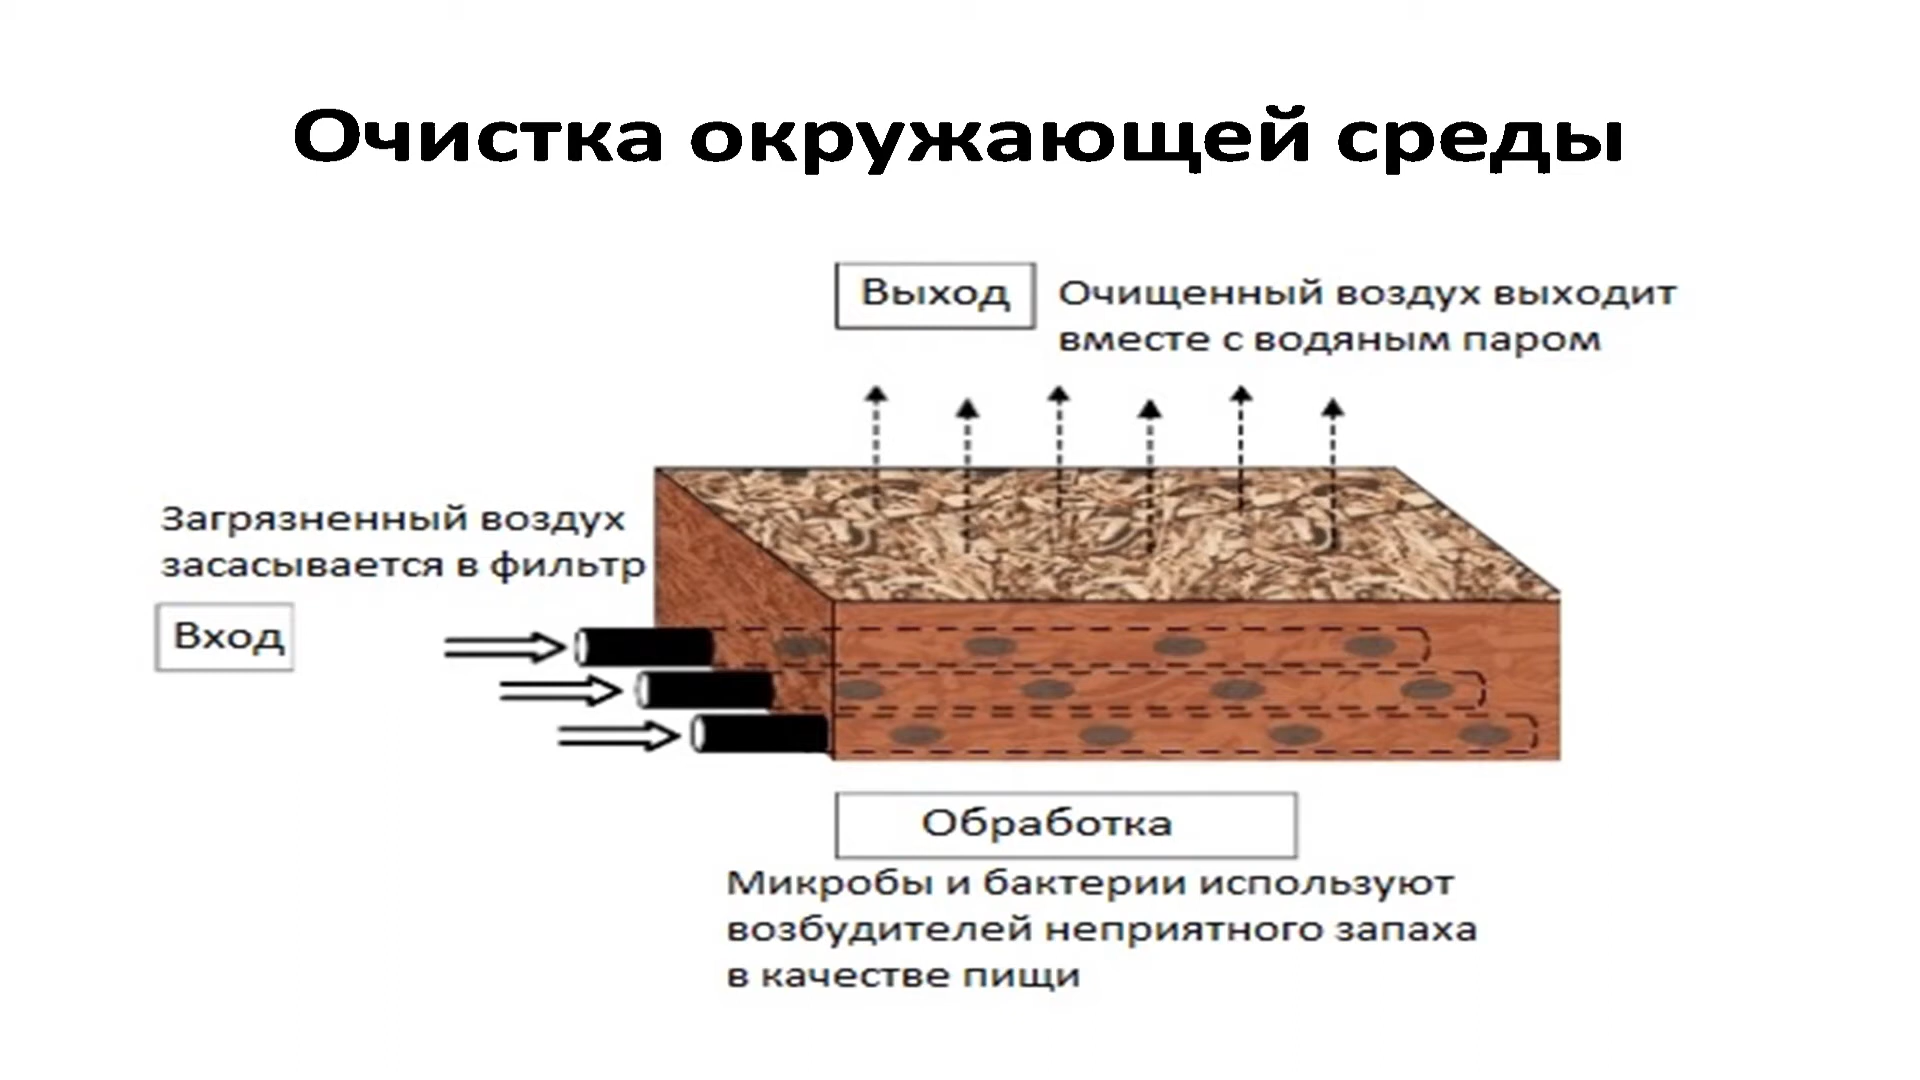 Очистка окружающей среды
Выход
Очищенный воздух выходит
вместе с водяным паром
Загрязненный воздух
засасывается в фильтр
Вход
Обработка
Микробы и бактерии используют
возбудителей неприятного запаха
в качестве пищи